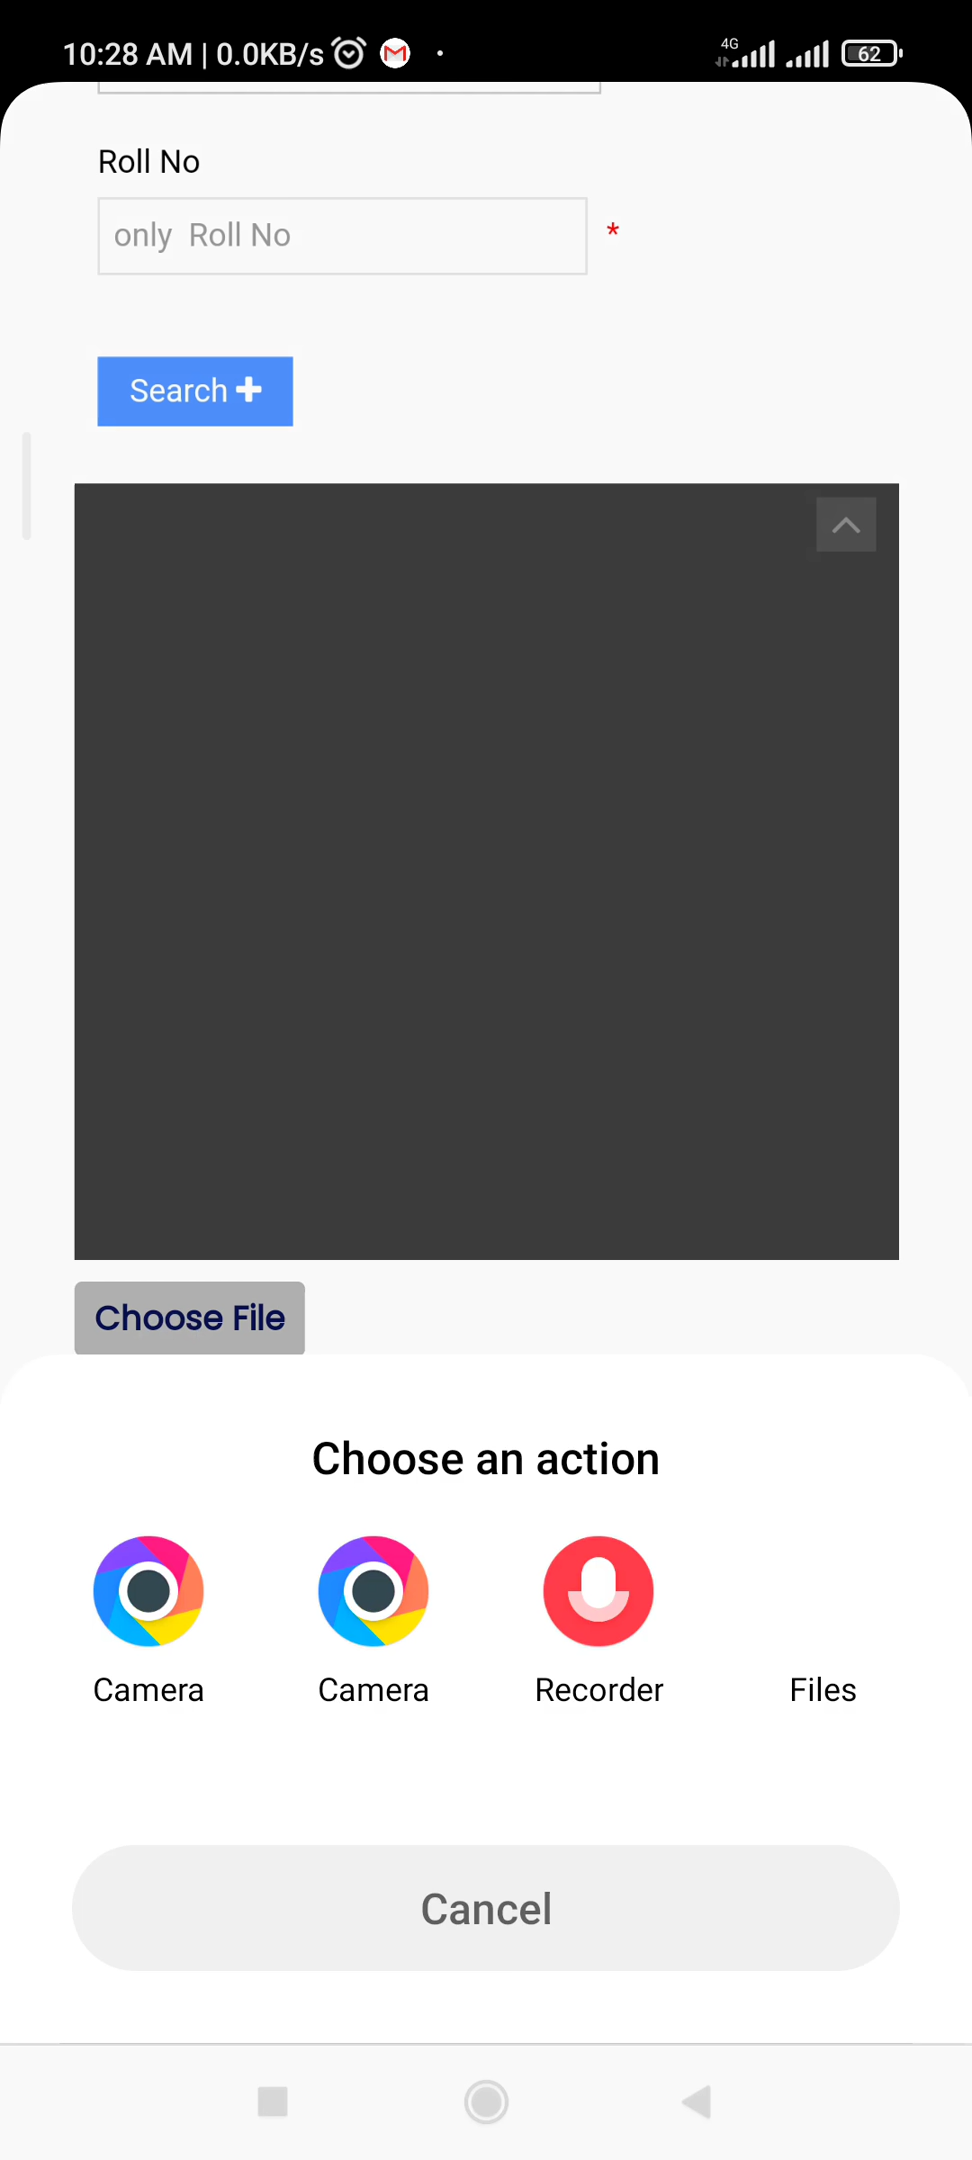 10:28 AM | 0.0KB/s
4G
62
Roll No
only Roll No
*
Search
Choose File
Choose an action
Camera
Camera
Recorder
Files
Cancel